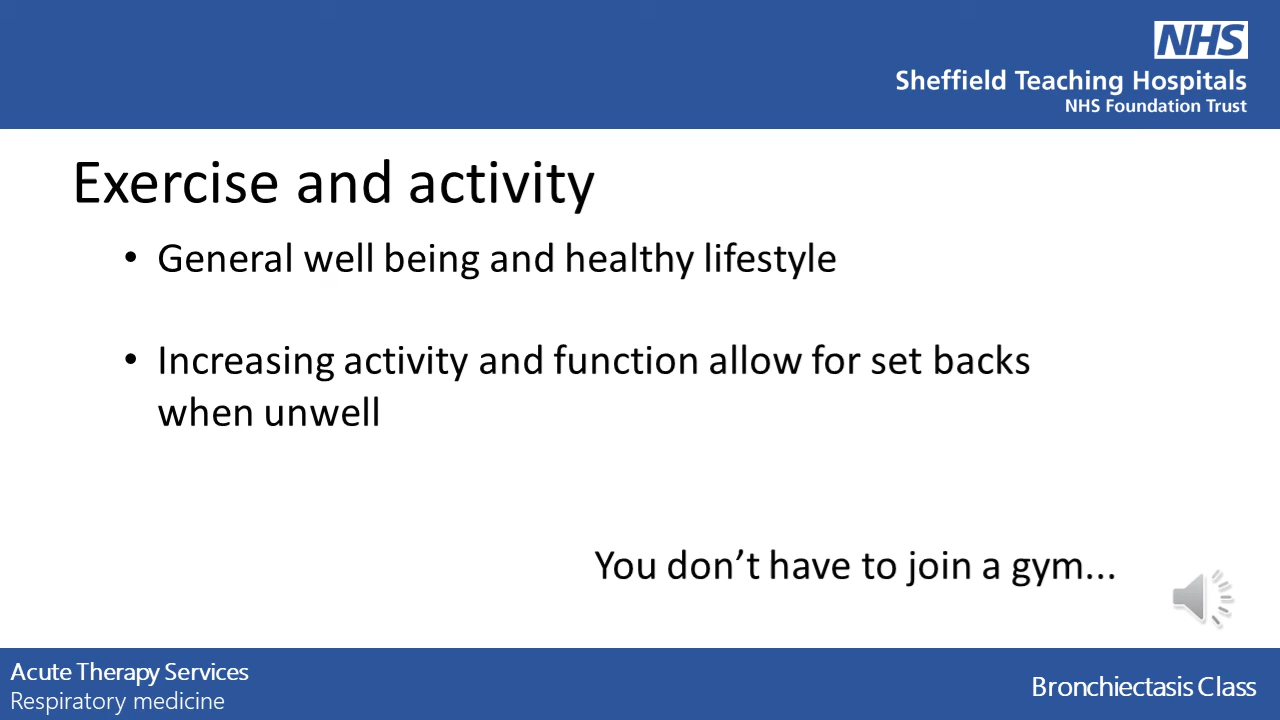 NHS
Sheffield Teaching Hospitals
NHS Foundation Trust
Exercise and activity
• General well being and healthy lifestyle
• Increasing activity and function allow for set backs
when unwell
You don’t have to join a gym...
Acute Therapy Services
Respiratory medicine
Bronchiectasis Class